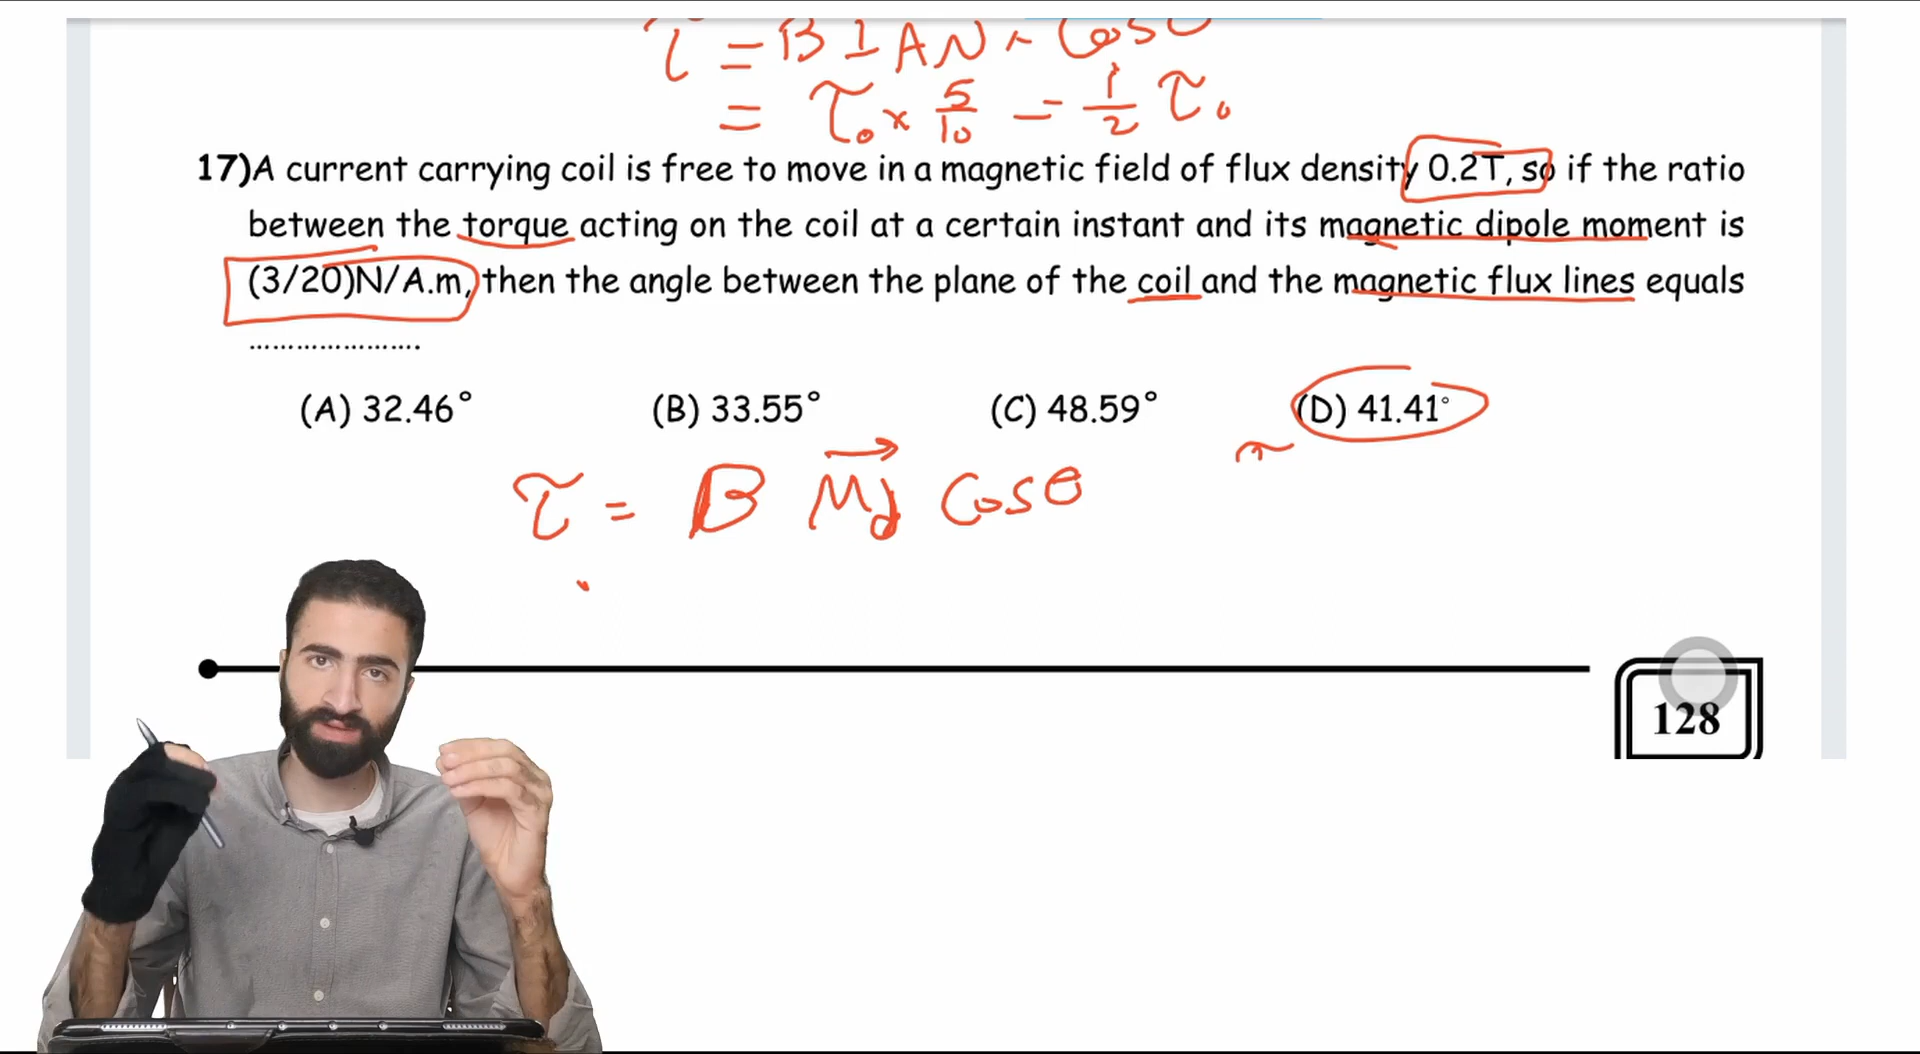 τ = B I A N × Cosθ
= τ₀ × 5/10 = 1/2 τ₀
17)A current carrying coil is free to move in a magnetic field of flux density 0.2T, so if the ratio
between the torque acting on the coil at a certain instant and its magnetic dipole moment is
(3/20)N/A.m, then the angle between the plane of the coil and the magnetic flux lines equals
.....................
(A) 32.46° (B) 33.55° (C) 48.59° (D) 41.41°
τ = B Md Cosθ
128